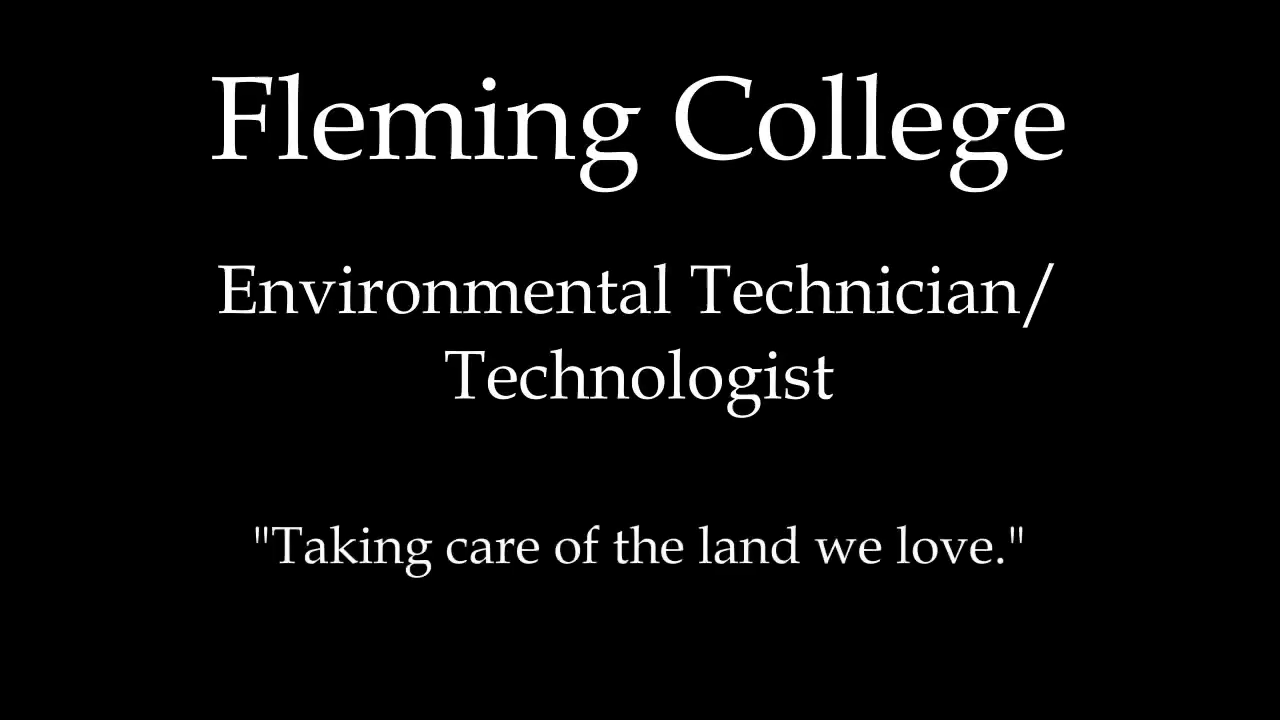 Fleming College
Environmental Technician/
Technologist
"Taking care of the land we love."